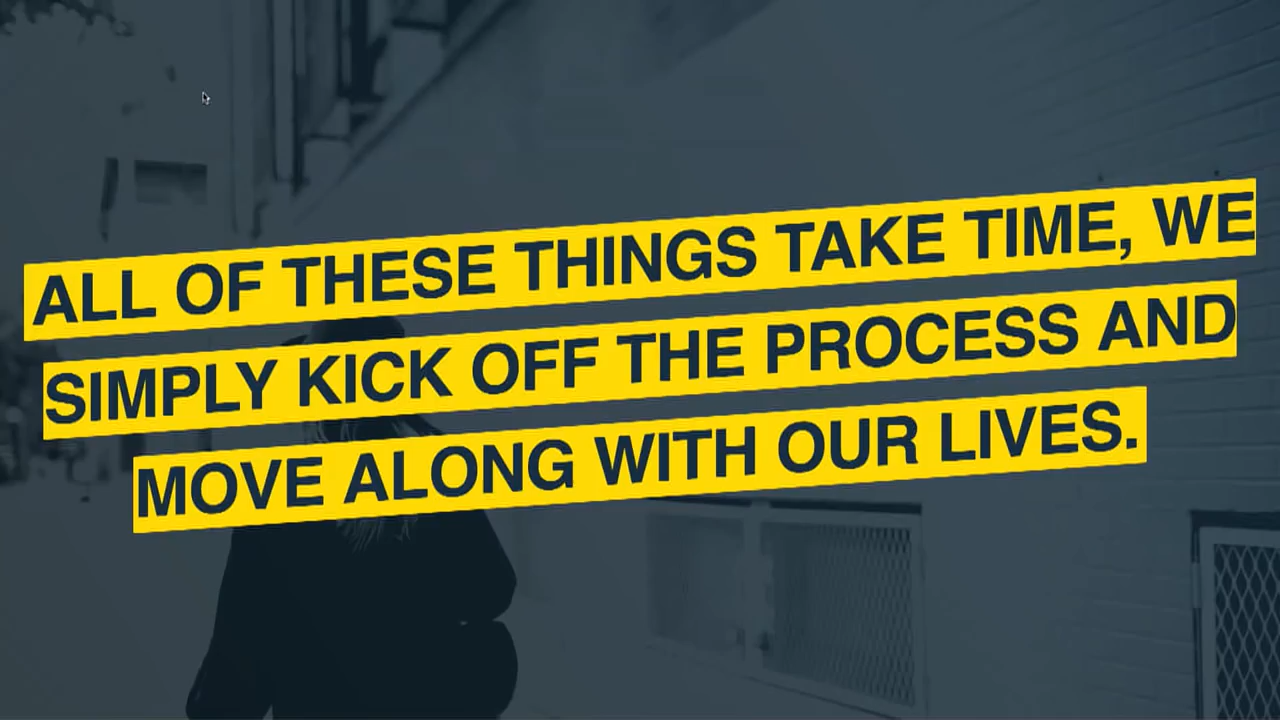 ALL OF THESE THINGS TAKE TIME, WE
SIMPLY KICK OFF THE PROCESS AND
MOVE ALONG WITH OUR LIVES.